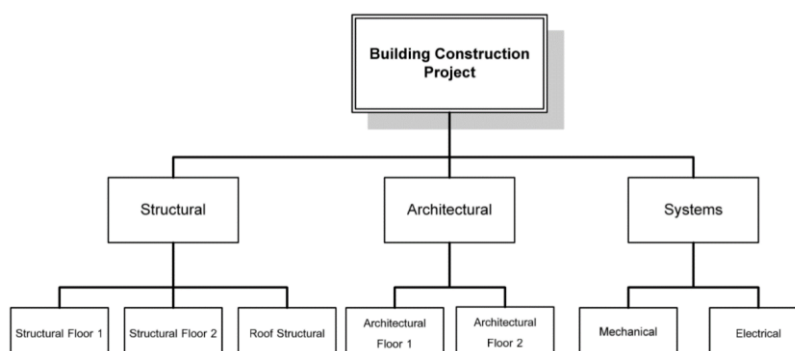 Building Construction
Project
Structural
Architectural
Systems
Structural Floor 1
Structural Floor 2
Roof Structural
Architectural
Floor 1
Architectural
Floor 2
Mechanical
Electrical